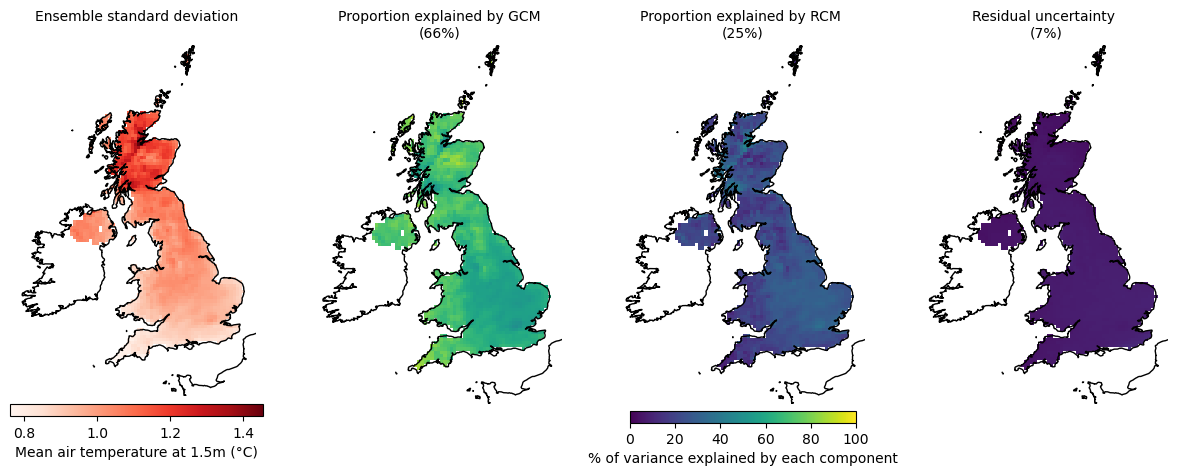 Ensemble standard deviation
Proportion explained by GCM
(66%)
Proportion explained by RCM
(25%)
Residual uncertainty
(7%)
0.8 1.0 1.2 1.4
Mean air temperature at 1.5m (°C)
0 20 40 60 80 100
% of variance explained by each component